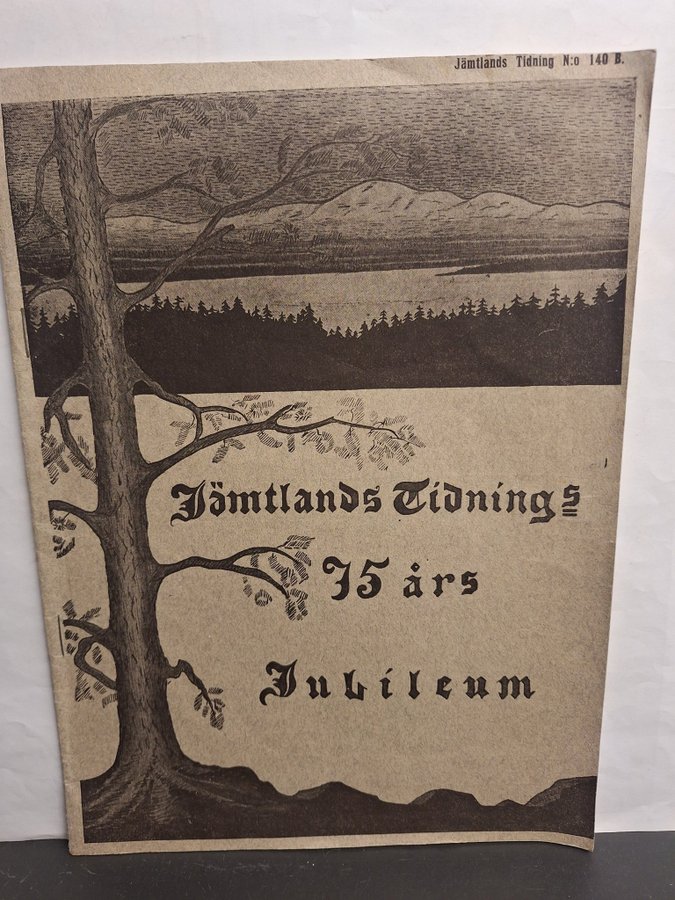 Jämtlands Tidning N:o 140 B.
Jämtlands Tidnings
75 års
Jubileum